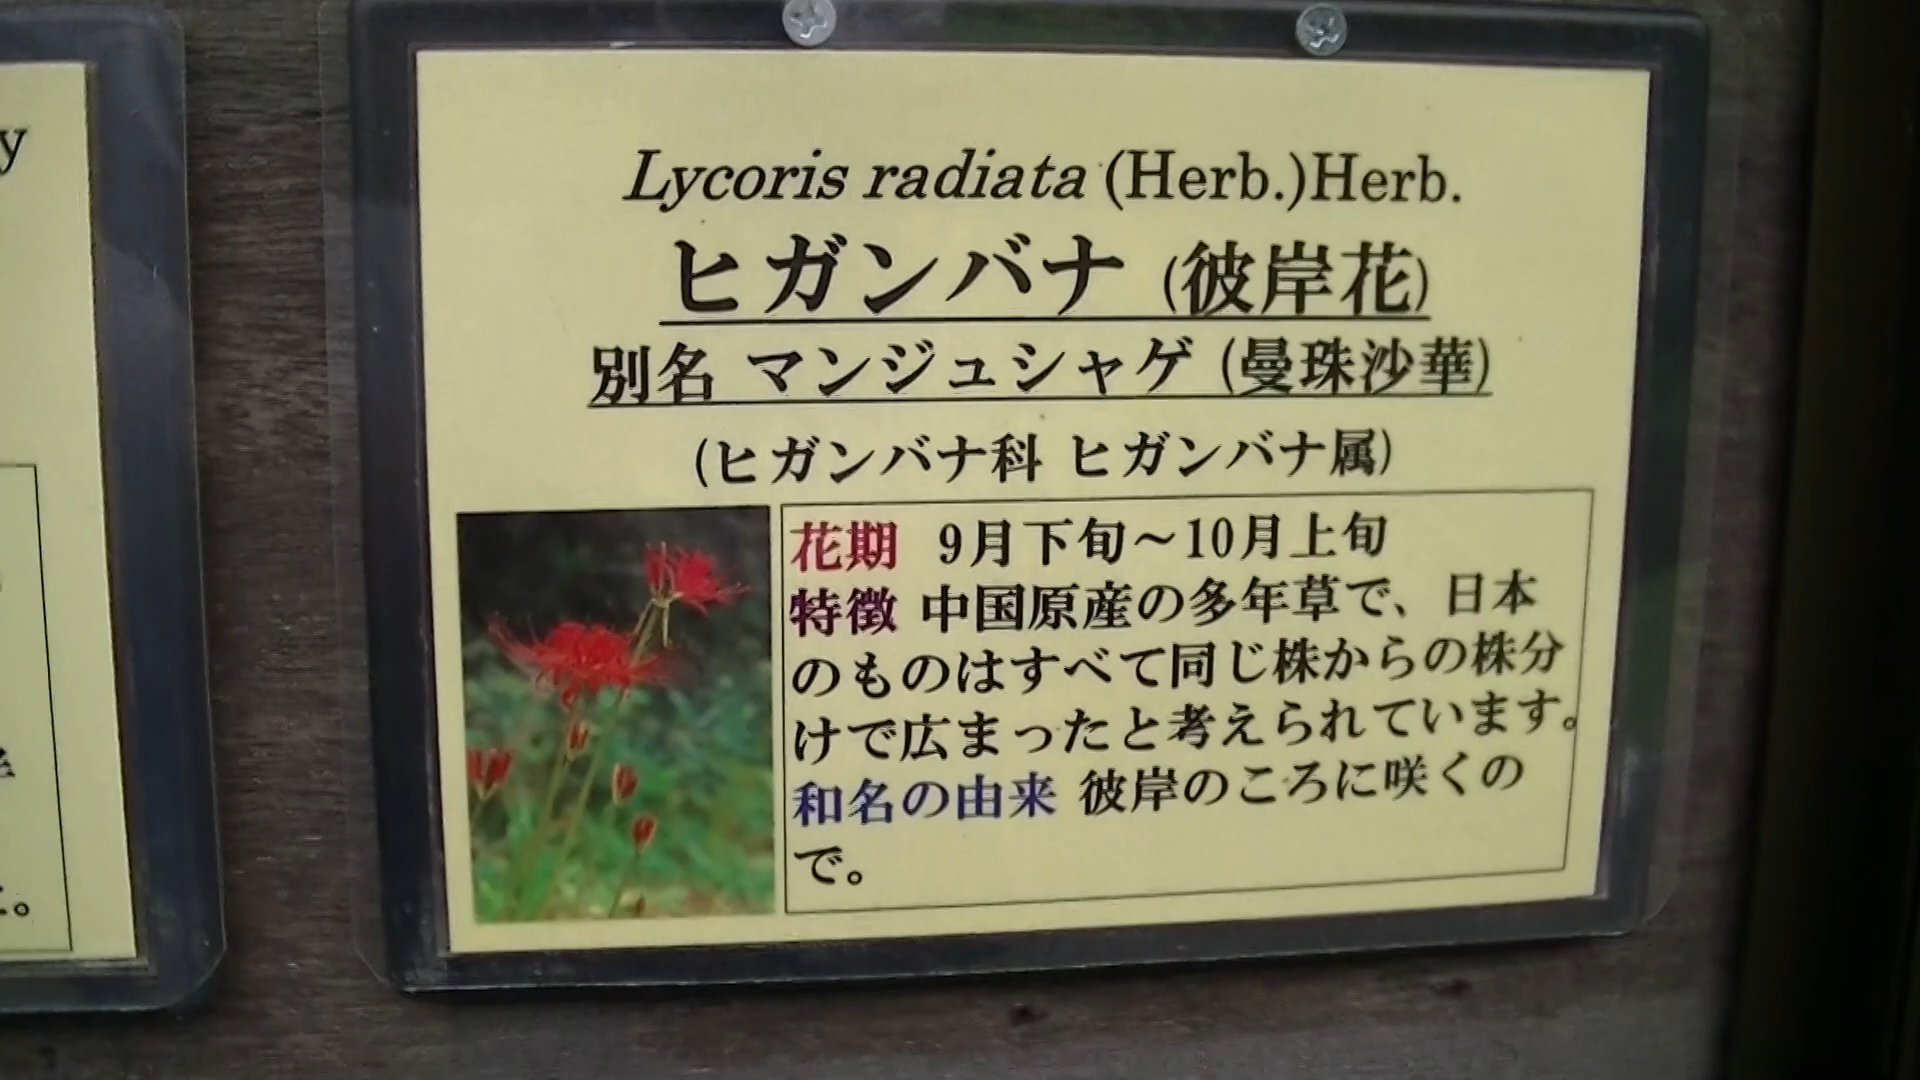 y
Lycoris radiata (Herb.)Herb.
ヒガンバナ (彼岸花)
別名 マンジュシャゲ (曼珠沙華)
(ヒガンバナ科 ヒガンバナ属)
花期 9月下旬～10月上旬
特徴 中国原産の多年草で、日本
のものはすべて同じ株からの株分
けで広まったと考えられています。
和名の由来 彼岸のころに咲くの
で。